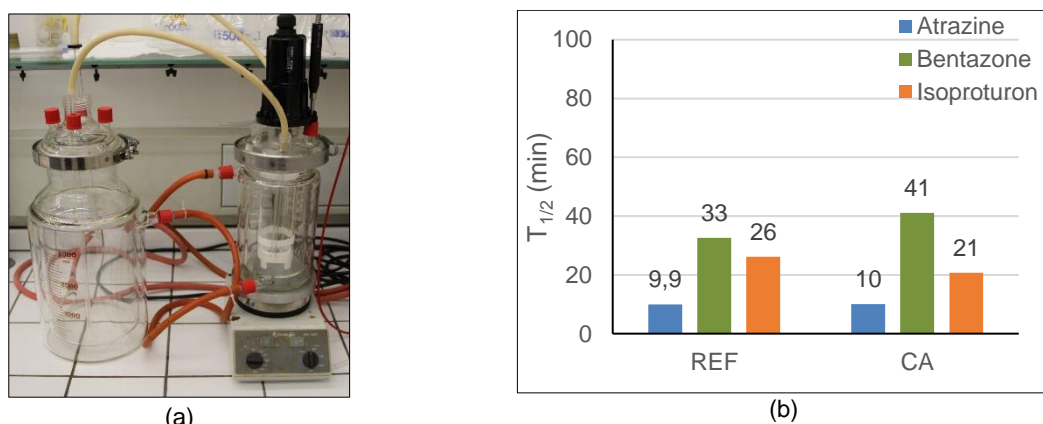 500
(a)
Atrazine
Bentazone
Isoproturon
T1/2 (min)
100
80
60
40
20
0
9,9
33
26
10
41
21
REF
CA
(b)